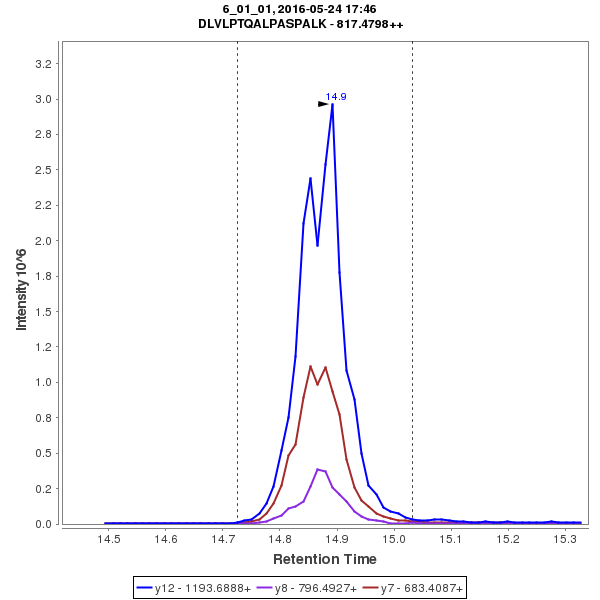 6_01_01, 2016-05-24 17:46
DLVLPTQALPASPALK - 817.4798++
Intensity 10^6
3.2
3.0
2.8
2.5
2.2
2.0
1.8
1.5
1.2
1.0
0.8
0.5
0.2
0.0
14.9
14.5 14.6 14.7 14.8 14.9 15.0 15.1 15.2 15.3
Retention Time
y12 - 1193.6888+ y8 - 796.4927+ y7 - 683.4087+